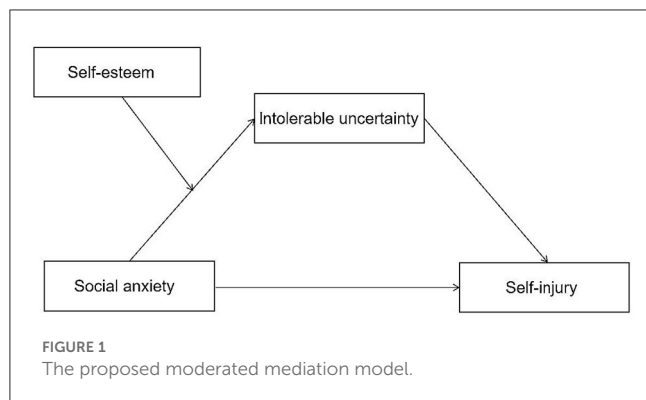 Self-esteem
Intolerable uncertainty
Social anxiety
Self-injury
FIGURE 1
The proposed moderated mediation model.